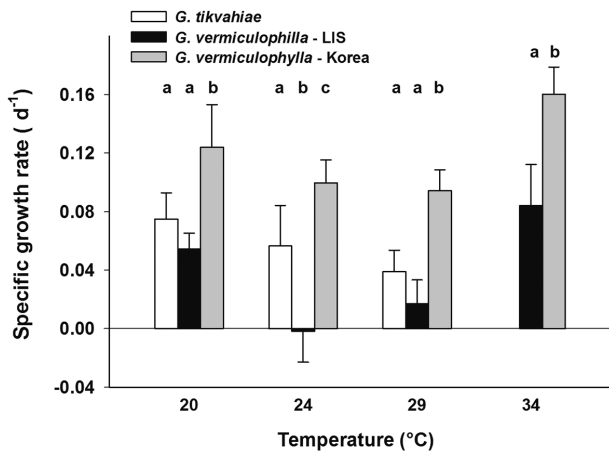 G. tikvahiae
G. vermiculophilla - LIS
G. vermiculophylla - Korea
Specific growth rate ( d-1)
0.16
0.12
0.08
0.04
0.00
-0.04
a a b
a b c
a a b
a b
20 24 29 34
Temperature (°C)